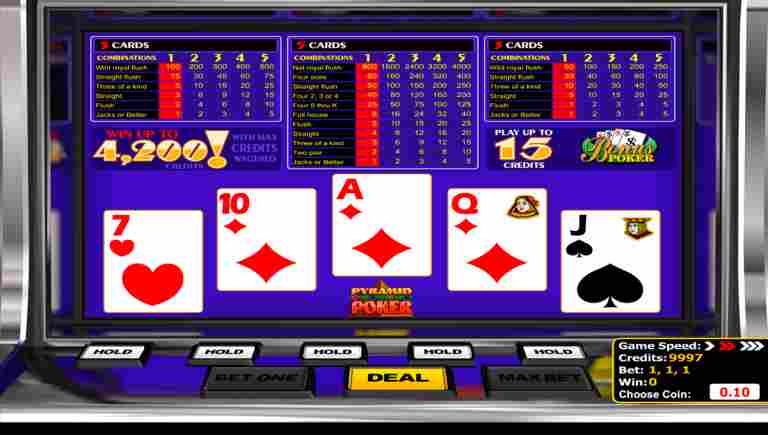 3 CARDS
COMBINATIONS 1 2 3 4 5
Wild royal flush 100 200 300 400 800
Straight flush 15 30 45 60 75
Three of a kind 5 10 15 20 25
Straight 3 6 9 12 15
Flush 2 4 6 8 10
Jacks or Better 1 2 3 4 5
5 CARDS
COMBINATIONS 1 2 3 4 5
Nat royal flush 800 1600 2400 3200 4000
Four aces 80 160 240 320 400
Straight flush 50 100 150 200 250
Four 2, 3 or 4 40 80 120 160 200
Four 5 thru K 25 50 75 100 125
Full house 8 16 24 32 40
Flush 5 10 15 20 25
Straight 4 8 12 16 20
Three of a kind 3 6 9 12 15
Two pair 2 4 6 8 10
Jacks or Better 1 2 3 4 5
3 CARDS
COMBINATIONS 1 2 3 4 5
Wild royal flush 50 100 150 200 250
Straight flush 20 40 60 80 100
Three of a kind 10 20 30 40 50
Straight 5 10 15 20 25
Flush 1 2 3 4 5
Jacks or Better 1 2 3 4 5
WIN UP TO
4,200!
CREDITS
WITH MAX
CREDITS
WAGERED
PLAY UP TO
15
CREDITS
Bonus
POKER
7
10
A
Q
J
PYRAMID
POKER
HOLD
HOLD
HOLD
HOLD
HOLD
BET ONE
DEAL
MAX BET
Game Speed:
Credits: 9997
Bet: 1, 1, 1
Win: 0
Choose Coin: 0.10